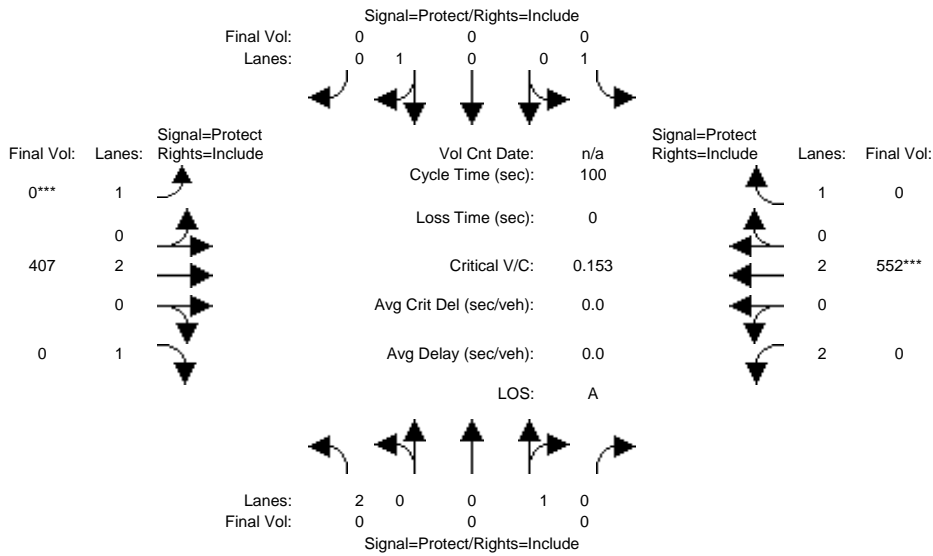 Signal=Protect/Rights=Include
Final Vol: 0 0 0
Lanes: 0 1 0 0 1
Signal=Protect Signal=Protect
Final Vol: Lanes: Rights=Include Vol Cnt Date: n/a Rights=Include Lanes: Final Vol:
Cycle Time (sec): 100
0*** 1 1 0
Loss Time (sec): 0
0 0
407 2 Critical V/C: 0.153 2 552***
0 Avg Crit Del (sec/veh): 0.0 0
0 1 Avg Delay (sec/veh): 0.0 2 0
LOS: A
Lanes: 2 0 0 1 0
Final Vol: 0 0 0
Signal=Protect/Rights=Include